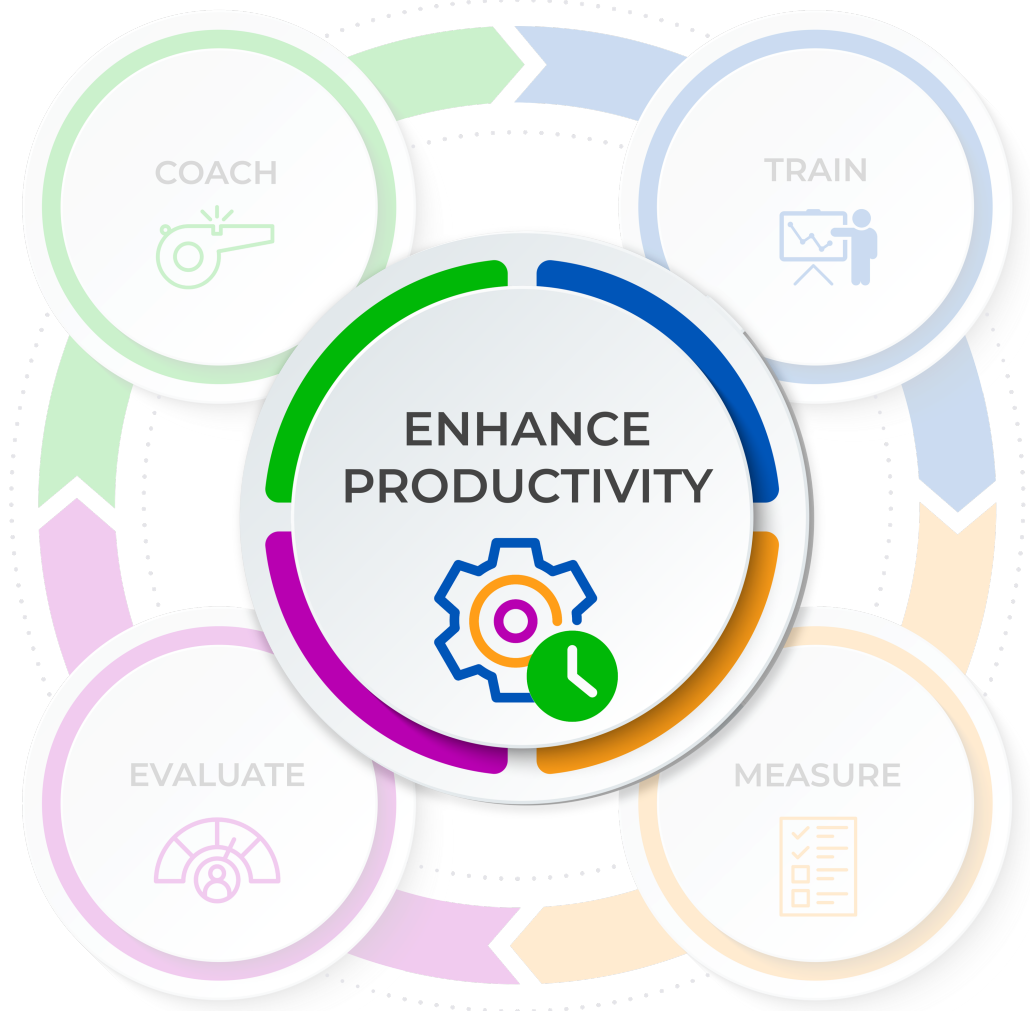 COACH
TRAIN
ENHANCE
PRODUCTIVITY
EVALUATE
MEASURE